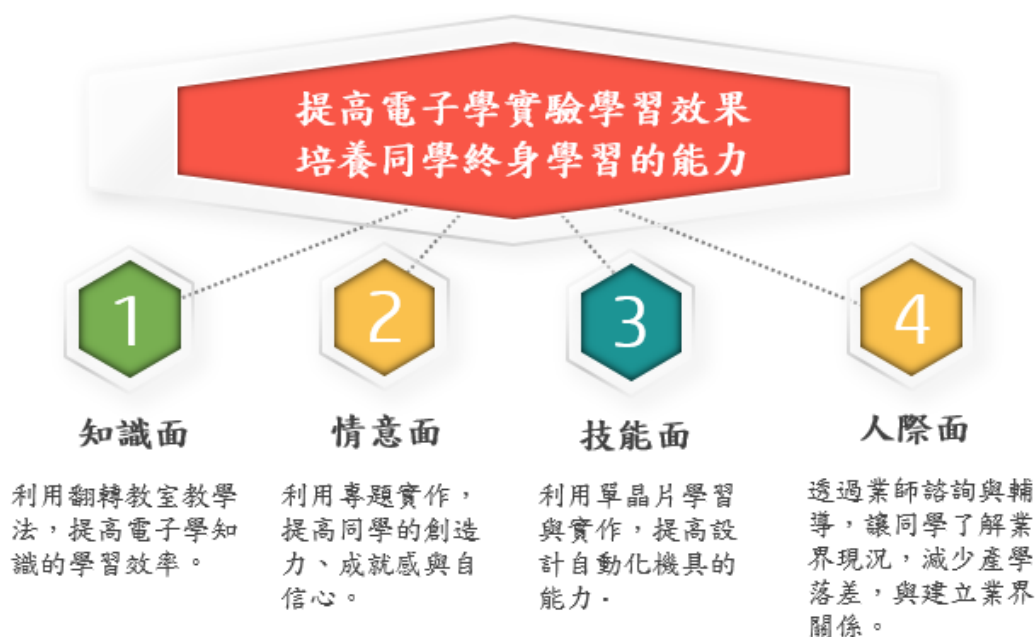 提高電子學實驗學習效果
培養同學終身學習的能力
1
知識面
利用翻轉教室教學
法，提高電子學知
識的學習效率。
2
情意面
利用專題實作，
提高同學的創造
力、成就感與自
信心。
3
技能面
利用單晶片學習
與實作，提高設
計自動化機具的
能力．
4
人際面
透過業師諮詢與輔
導，讓同學了解業
界現況，減少產學
落差，與建立業界
關係。